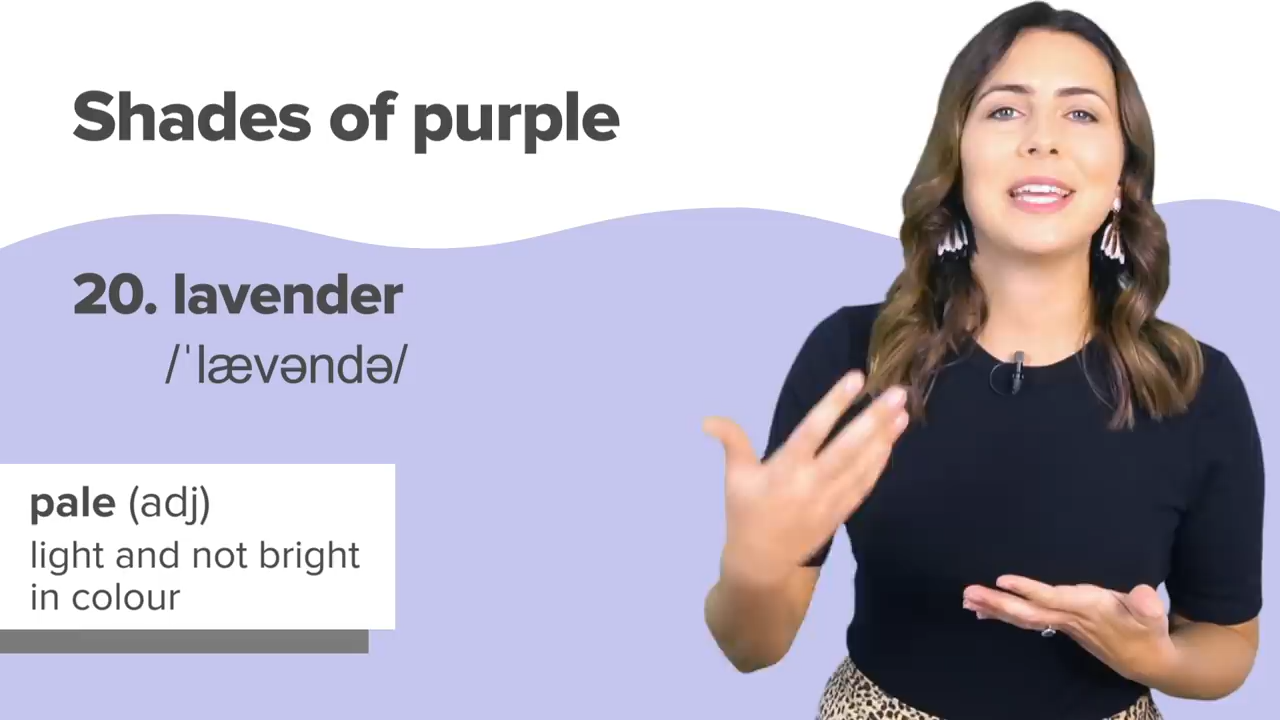 Shades of purple
20. lavender
/ˈlævəndə/
pale (adj)
light and not bright
in colour